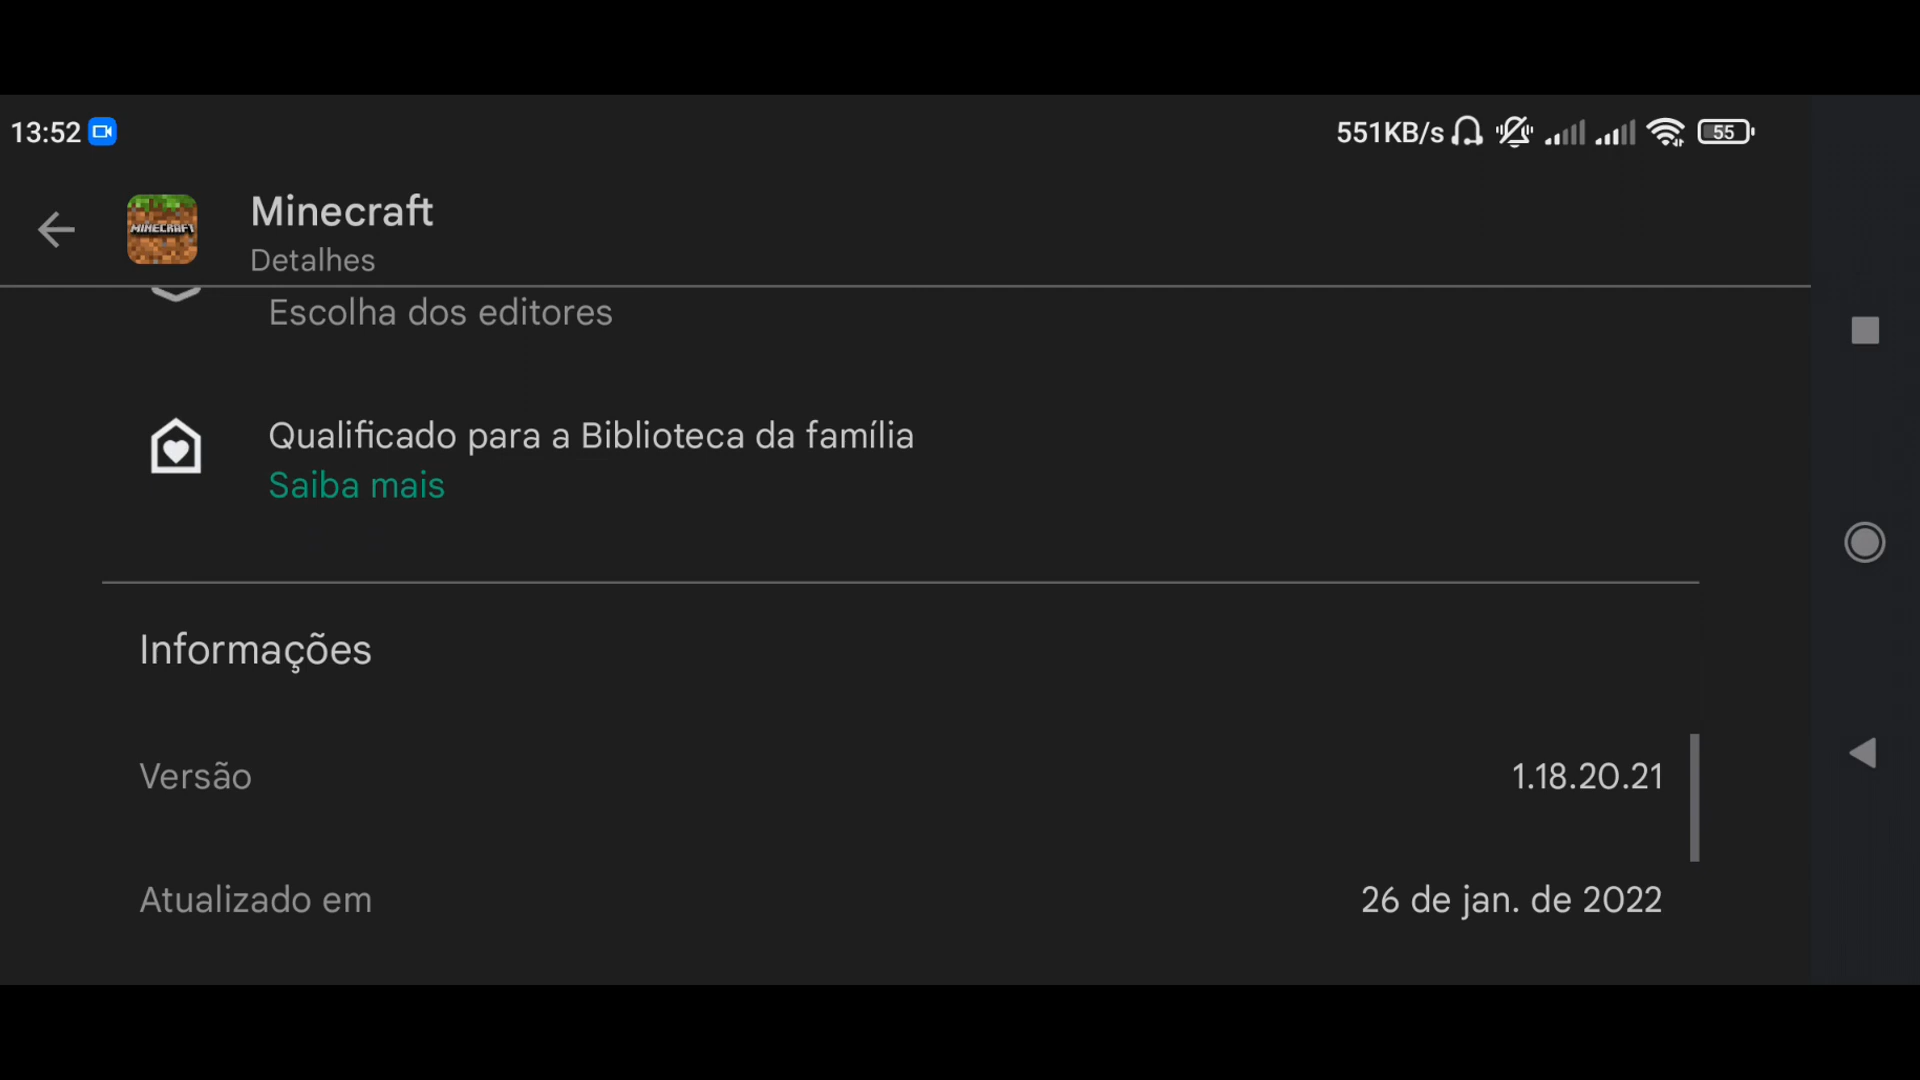 13:52 551KB/s 55
Minecraft
MINECRAFT
Detalhes
Escolha dos editores
Qualificado para a Biblioteca da família
Saiba mais
Informações
Versão 1.18.20.21
Atualizado em 26 de jan. de 2022